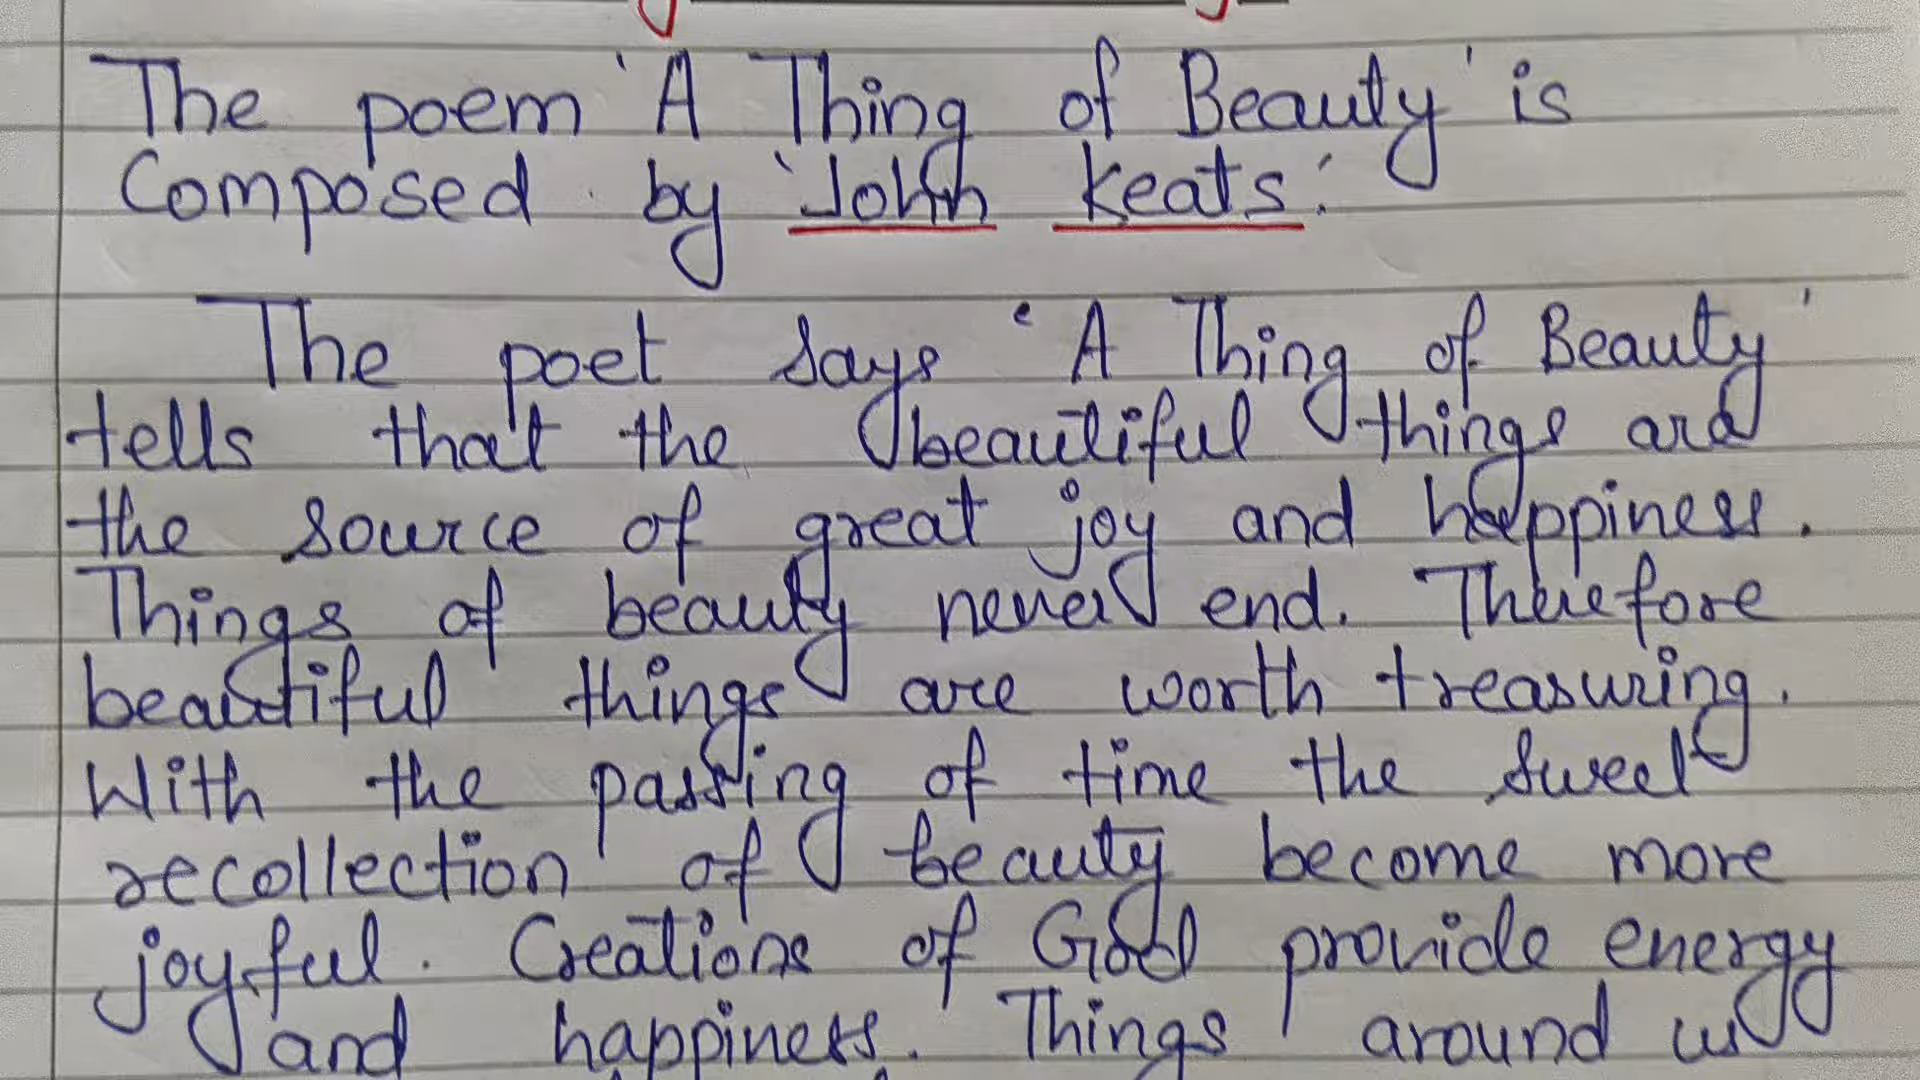 The poem 'A Thing of Beauty' is
Composed by 'John Keats.'
The poet says 'A Thing of Beauty'
tells that the beautiful things are
the source of great joy and happiness.
Things of beauty never end. Therefore
beautiful things are worth treasuring.
With the passing of time the sweet
recollection of beauty become more
joyful. Creations of God provide energy
and happiness. Things around us